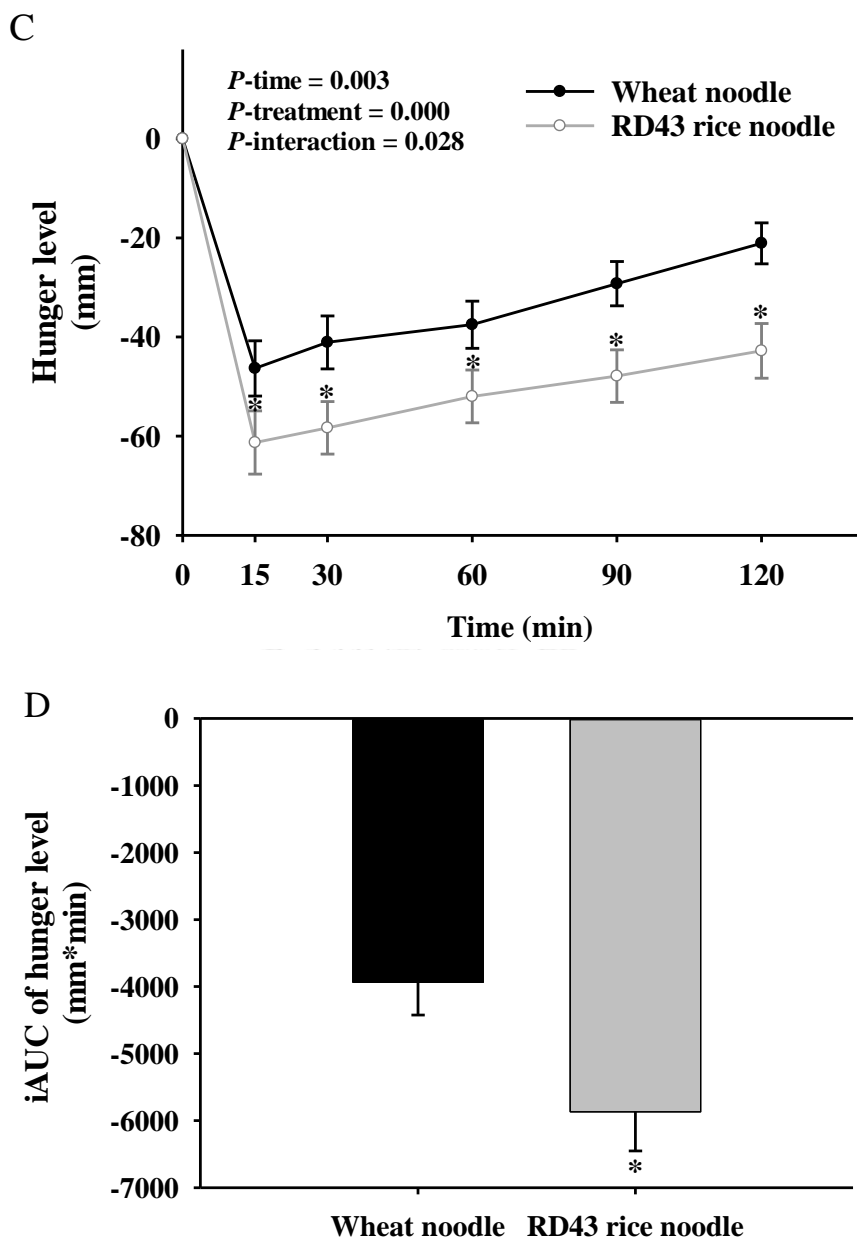 C
P-time = 0.003
P-treatment = 0.000
P-interaction = 0.028
Wheat noodle
RD43 rice noodle
Hunger level
(mm)
0
-20
-40
-60
-80
* * * * *
0 15 30 60 90 120
Time (min)
D
iAUC of hunger level
(mm*min)
0
-1000
-2000
-3000
-4000
-5000
-6000
-7000
*
Wheat noodle RD43 rice noodle